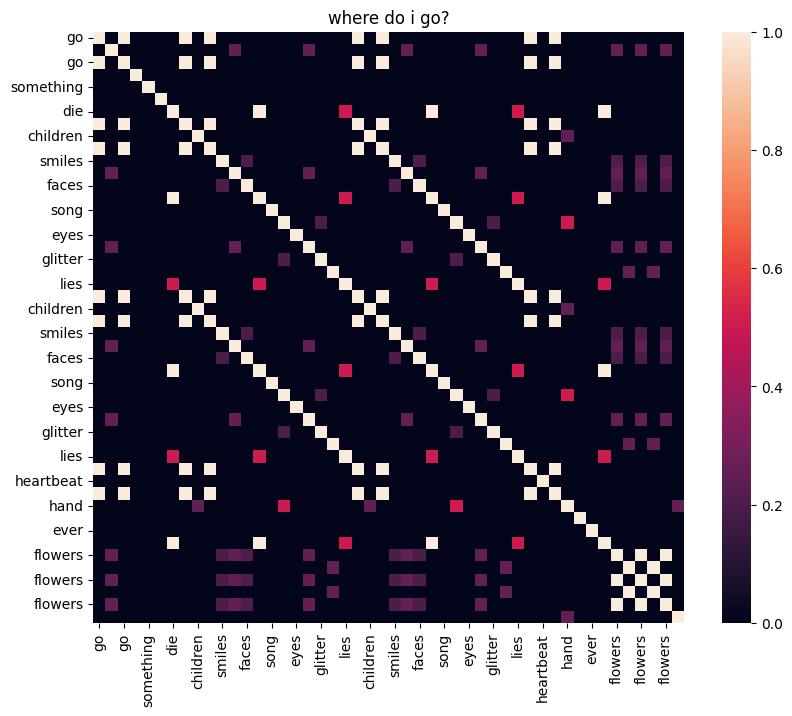 where do i go?
go
go
something
die
children
smiles
faces
song
eyes
glitter
lies
children
smiles
faces
song
eyes
glitter
lies
heartbeat
hand
ever
flowers
flowers
flowers
1.0
0.8
0.6
0.4
0.2
0.0
go
go
something
die
children
smiles
faces
song
eyes
glitter
lies
children
smiles
faces
song
eyes
glitter
lies
heartbeat
hand
ever
flowers
flowers
flowers